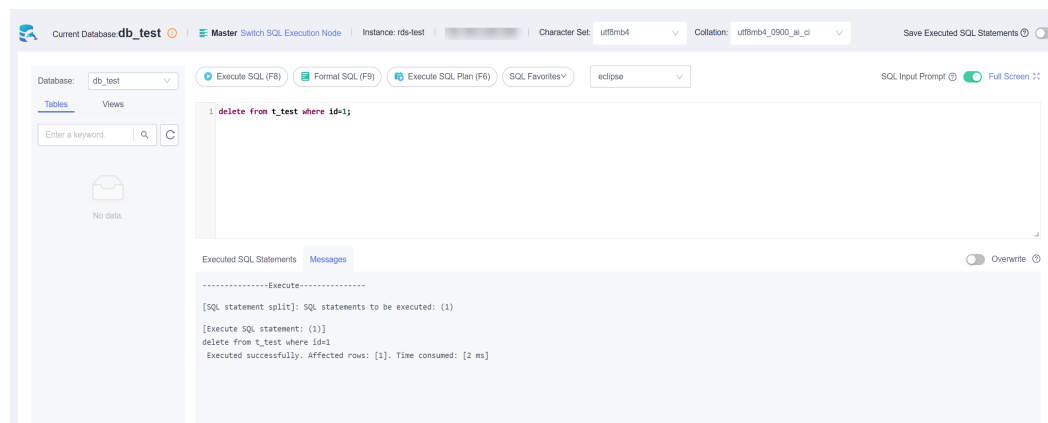 Current Database:db_test Master Switch SQL Execution Node Instance: rds-test Character Set: utf8mb4 Collation: utf8mb4_0900_ai_ci Save Executed SQL Statements
Database: db_test Execute SQL (F8) Format SQL (F9) Execute SQL Plan (F6) SQL Favorites eclipse SQL Input Prompt Full Screen
Tables Views
Enter a keyword.
1 delete from t_test where id=1;
No data.
Executed SQL Statements Messages Overwrite
---------------Execute---------------
[SQL statement split]: SQL statements to be executed: (1)
[Execute SQL statement: (1)]
delete from t_test where id=1
Executed successfully. Affected rows: [1]. Time consumed: [2 ms]